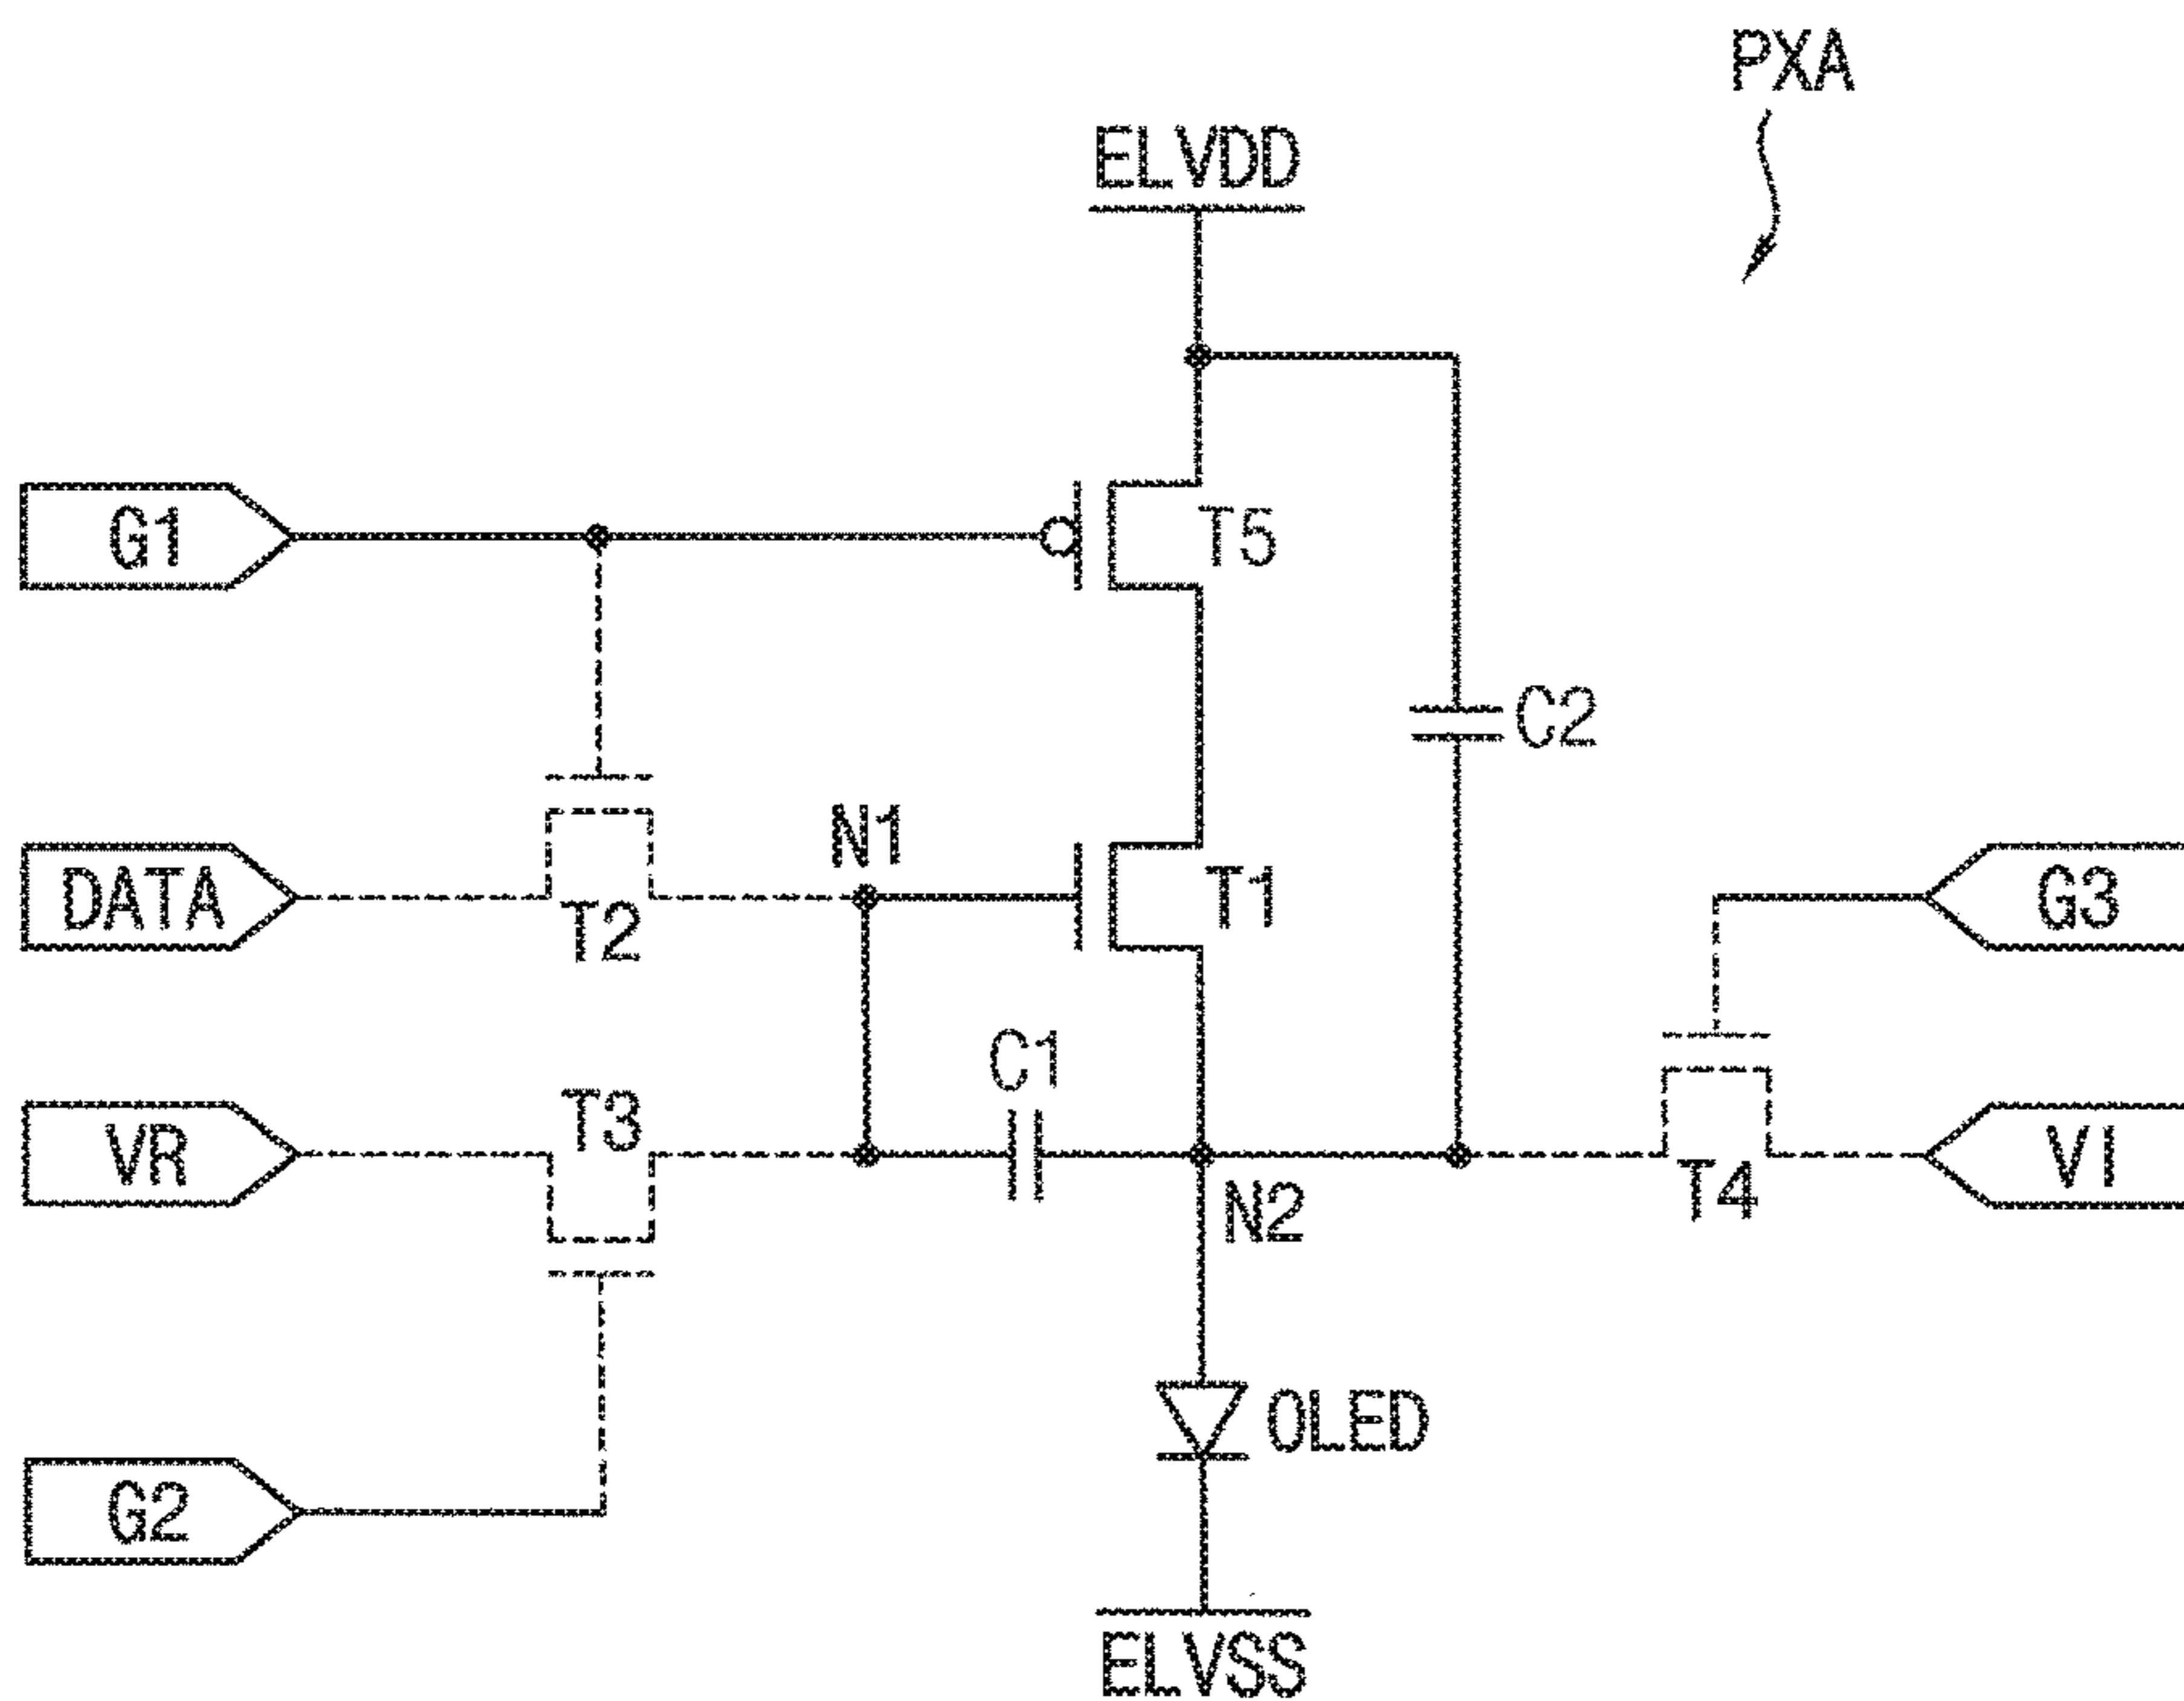 PXA
ELVDD
G1
T5
C2
N1
DATA
T2
T1
G3
C1
VR
T3
N2
T4
VI
OLED
G2
ELVSS